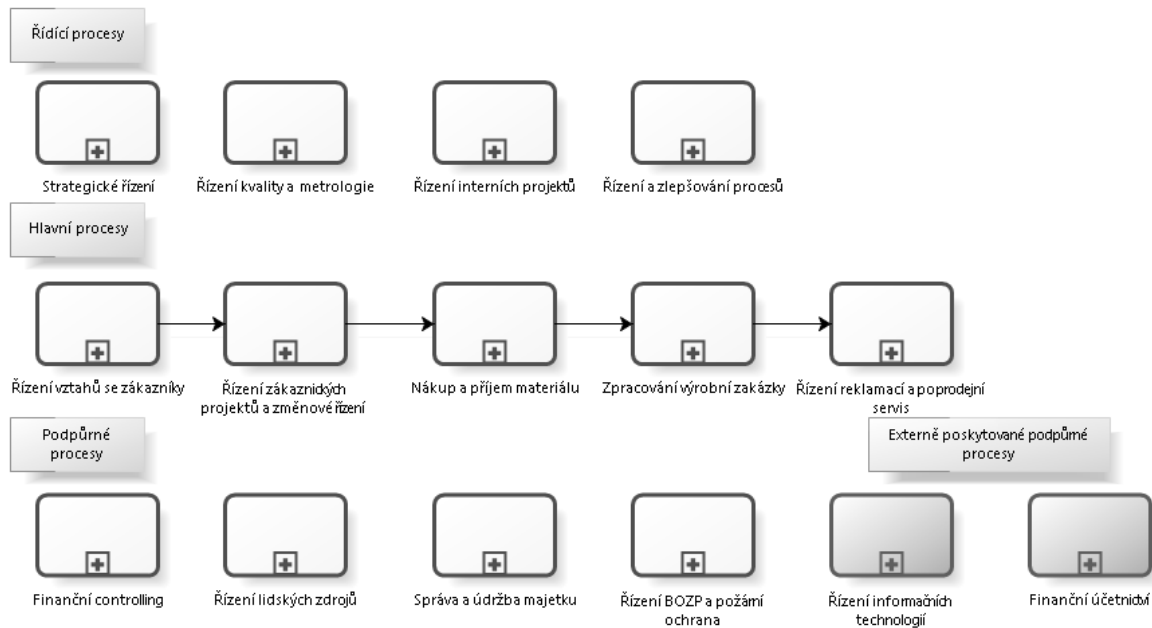 Řídící procesy
Strategické řízení
Řízení kvality a metrologie
Řízení interních projektů
Řízení a zlepšování procesů
Hlavní procesy
Řízení vztahů se zákazníky
Řízení zákaznických
projektů a změnové řízení
Nákup a příjem materiálu
Zpracování výrobní zakázky
Řízení reklamací a poprodejní
servis
Podpůrné
procesy
Externě poskytované podpůrné
procesy
Finanční controlling
Řízení lidských zdrojů
Správa a údržba majetku
Řízení BOZP a požární
ochrana
Řízení informačních
technologií
Finanční účetnictví